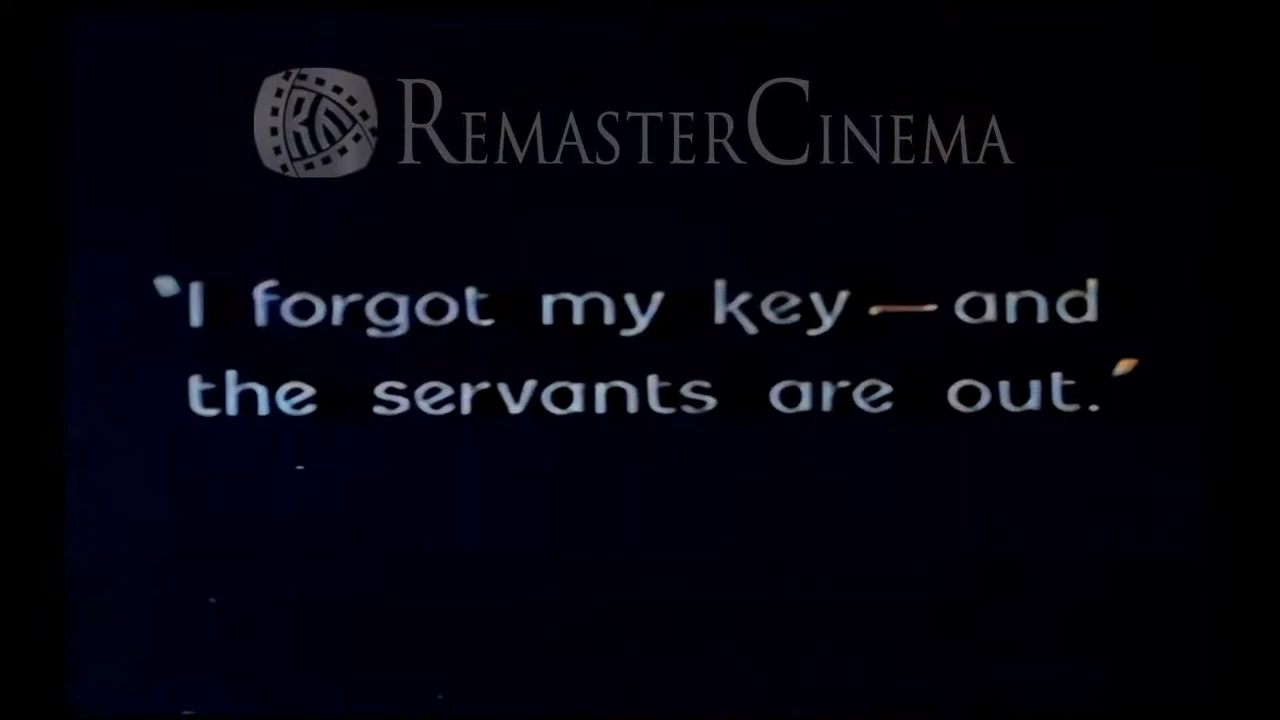 REMASTERCINEMA
'I forgot my key — and
the servants are out.'